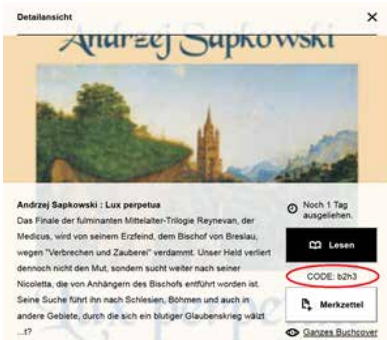 Detailansicht
Andrzej Sapkowski
Andrzej Sapkowski : Lux perpetua
Das Finale der fulminanten Mittelalter-Trilogie Reynevan, der
Medicus, wird von seinem Erzfeind, dem Bischof von Breslau,
wegen "Verbrechen und Zauberei" verdammt. Unser Held verliert
dennoch nicht den Mut, sondern sucht weiter nach seiner
Nicoletta, die von Anhängern des Bischofs entführt worden ist.
Seine Suche führt ihn nach Schlesien, Böhmen und auch in
andere Gebiete, durch die sich ein blutiger Glaubenskrieg wälzt
...t?
Noch 1 Tag
ausgeliehen.
Lesen
CODE: b2h3
Merkzettel
Ganzes Buchcover
Lux perpetua